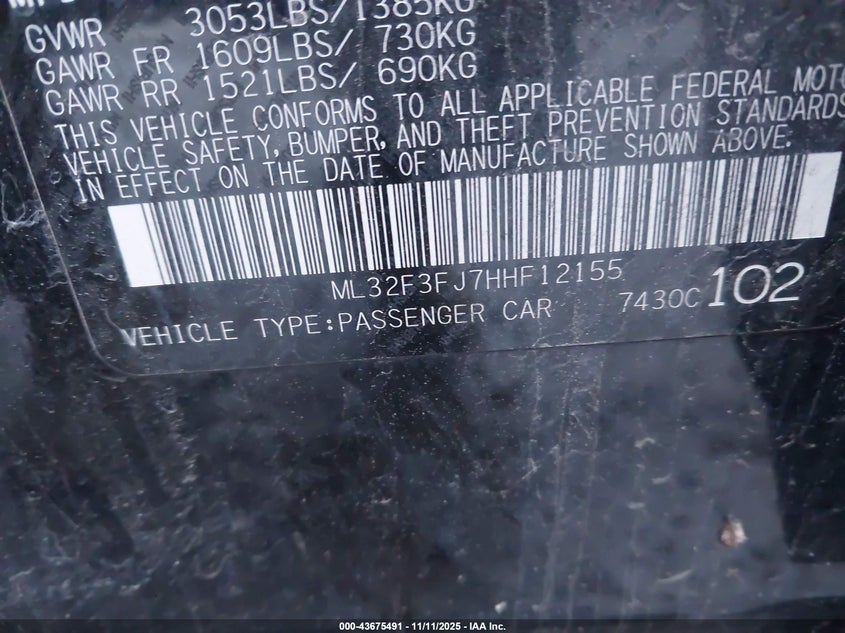 GVWR 3053LBS/1385KG
GAWR FR 1609LBS/ 730KG
GAWR RR 1521LBS/ 690KG
THIS VEHICLE CONFORMS TO ALL APPLICABLE FEDERAL MOTO
VEHICLE SAFETY, BUMPER, AND THEFT PREVENTION STANDARDS
IN EFFECT ON THE DATE OF MANUFACTURE SHOWN ABOVE.
ML32F3FJ7HHF12155
VEHICLE TYPE:PASSENGER CAR 7430C 102
000-43675491 - 11/11/2025 - IAA Inc.